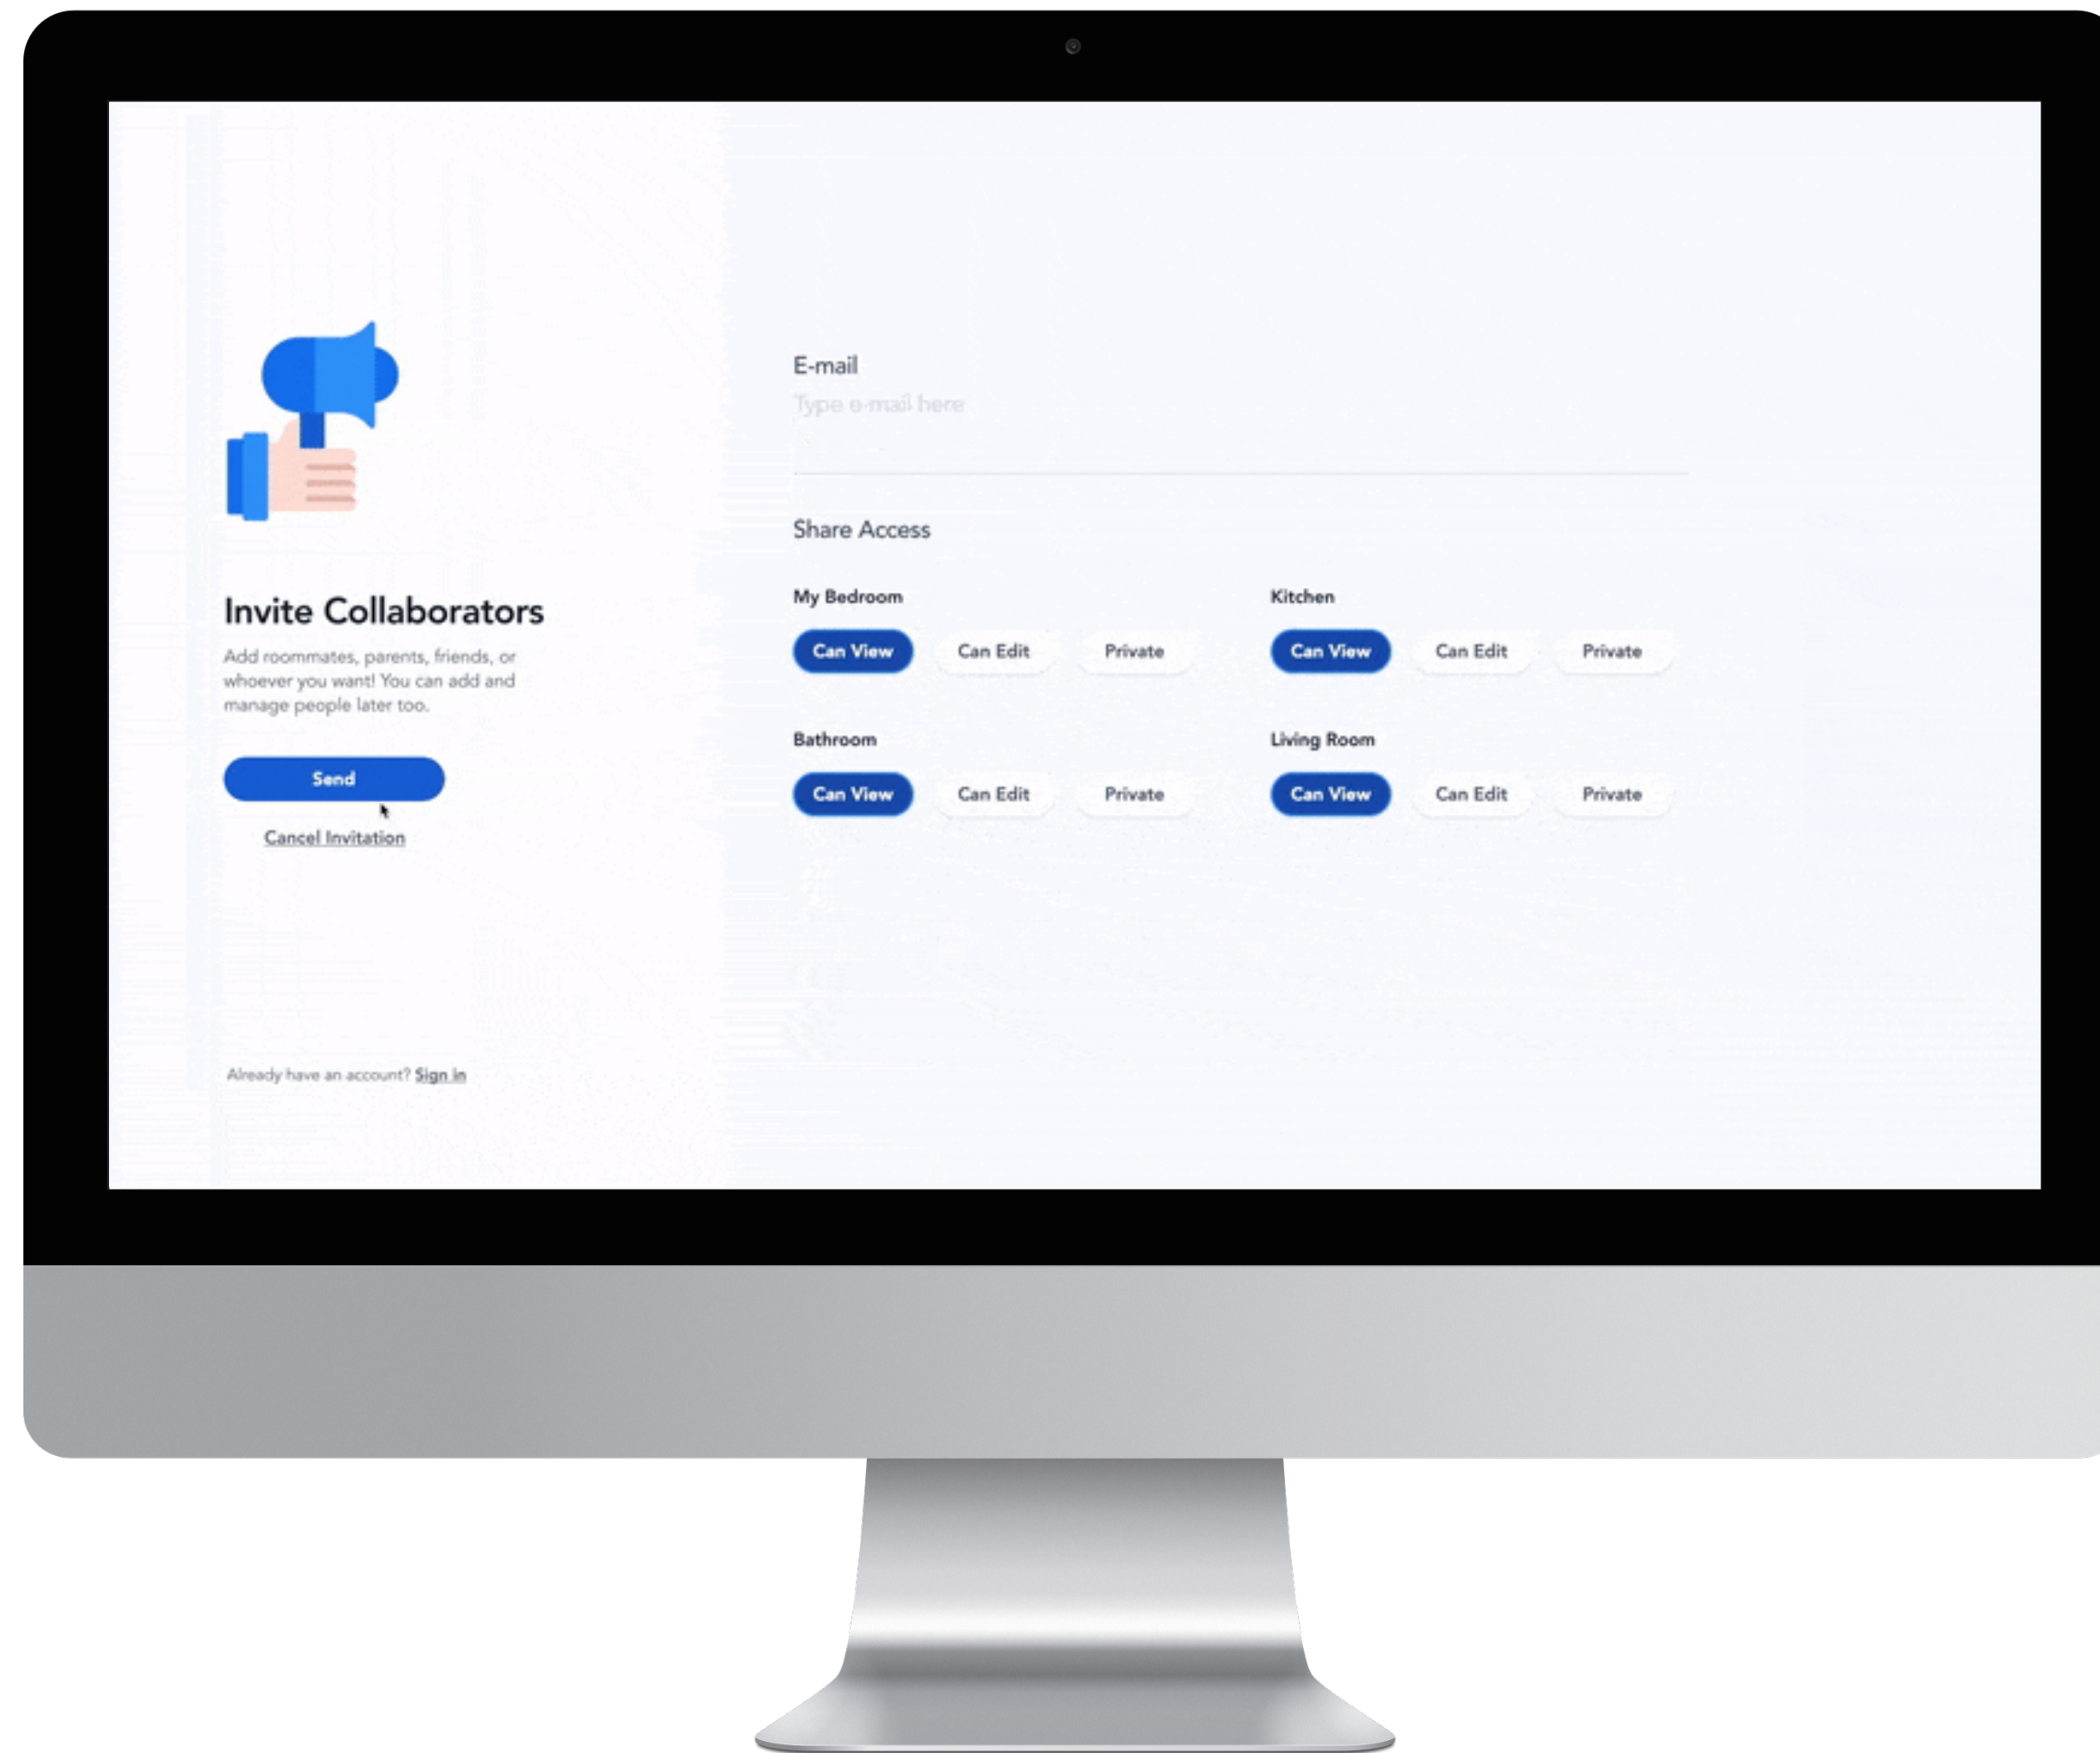 Invite Collaborators
Add roommates, parents, friends, or
whoever you want! You can add and
manage people later too.
Send
Cancel Invitation
Already have an account? Sign in
E-mail
Type e-mail here
Share Access
My Bedroom
Can View Can Edit Private
Kitchen
Can View Can Edit Private
Bathroom
Can View Can Edit Private
Living Room
Can View Can Edit Private